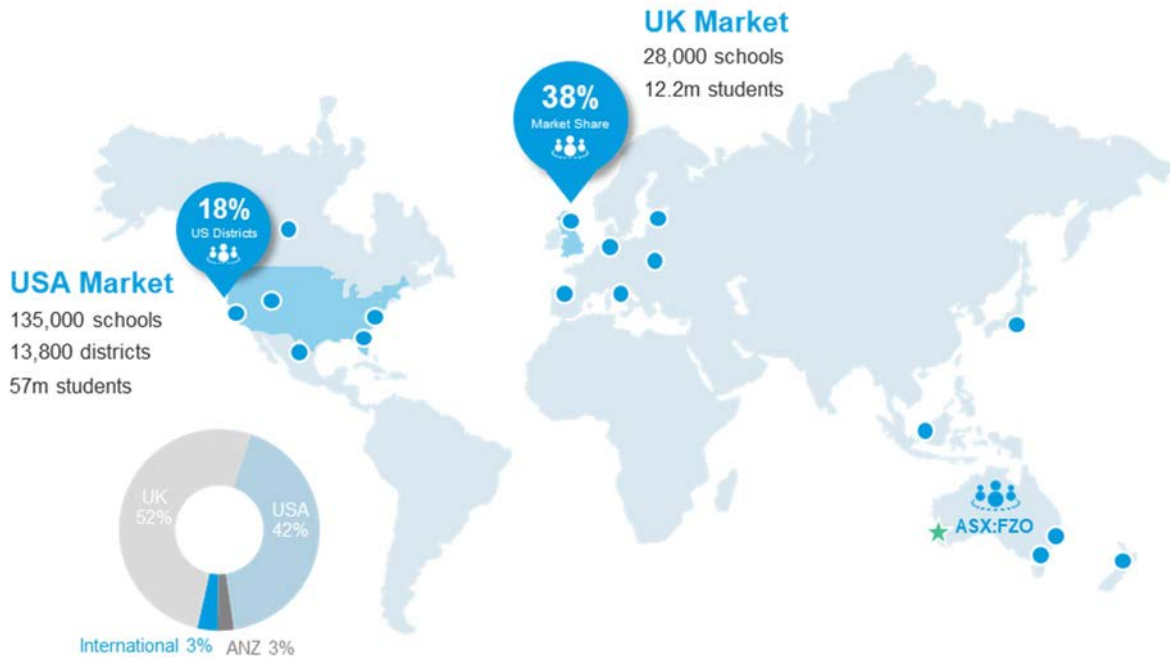 UK Market
28,000 schools
12.2m students
38%
Market Share
18%
US Districts
USA Market
135,000 schools
13,800 districts
57m students
UK
52%
USA
42%
International 3%
ANZ 3%
ASX:FZO